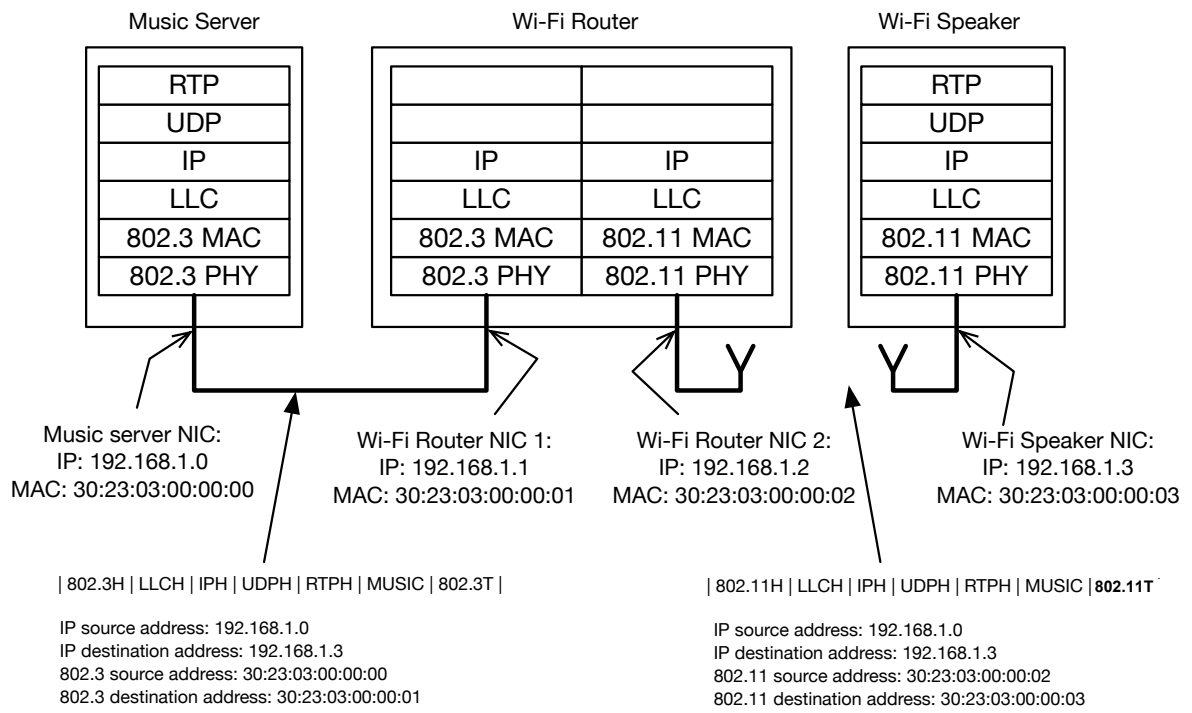 Music Server
Wi-Fi Router
Wi-Fi Speaker
RTP
UDP
IP
LLC
802.3 MAC
802.3 PHY
IP
LLC
802.3 MAC
802.3 PHY
IP
LLC
802.11 MAC
802.11 PHY
RTP
UDP
IP
LLC
802.11 MAC
802.11 PHY
Music server NIC:
IP: 192.168.1.0
MAC: 30:23:03:00:00:00
Wi-Fi Router NIC 1:
IP: 192.168.1.1
MAC: 30:23:03:00:00:01
Wi-Fi Router NIC 2:
IP: 192.168.1.2
MAC: 30:23:03:00:00:02
Wi-Fi Speaker NIC:
IP: 192.168.1.3
MAC: 30:23:03:00:00:03
| 802.3H | LLCH | IPH | UDPH | RTPH | MUSIC | 802.3T |
IP source address: 192.168.1.0
IP destination address: 192.168.1.3
802.3 source address: 30:23:03:00:00:00
802.3 destination address: 30:23:03:00:00:01
| 802.11H | LLCH | IPH | UDPH | RTPH | MUSIC | 802.11T
IP source address: 192.168.1.0
IP destination address: 192.168.1.3
802.11 source address: 30:23:03:00:00:02
802.11 destination address: 30:23:03:00:00:03